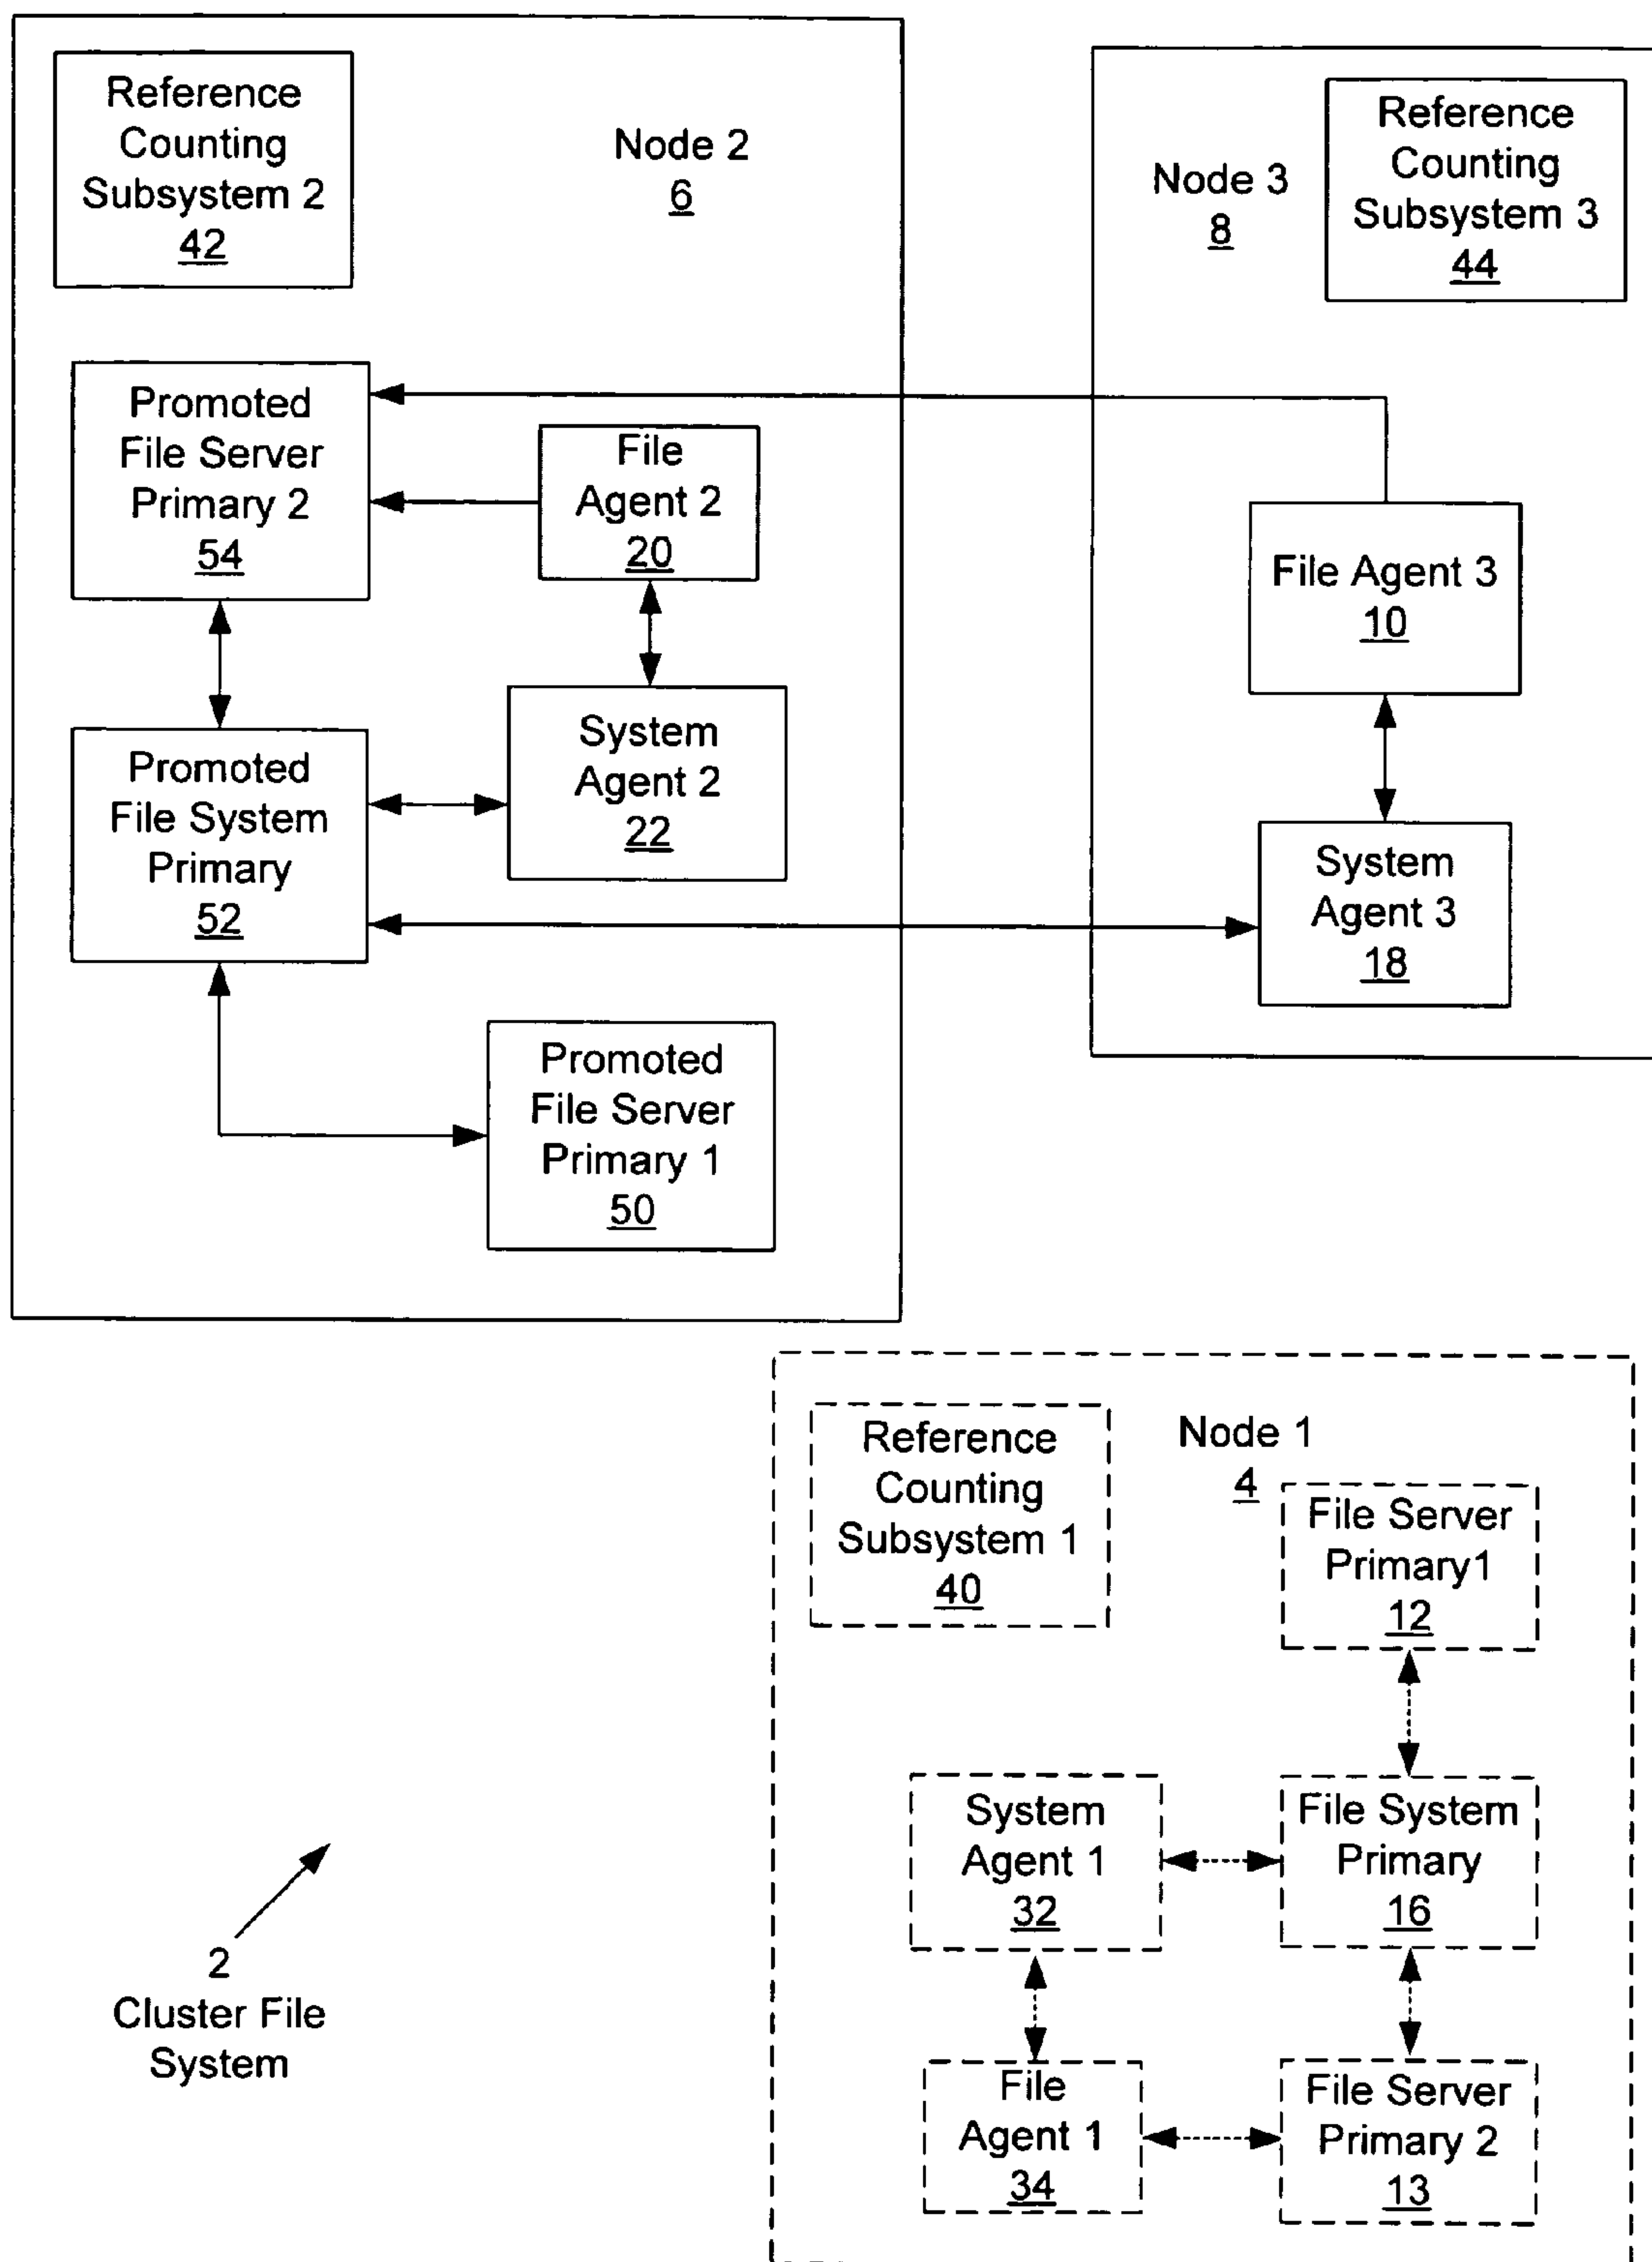 Reference
Counting
Subsystem 2
42
Node 2
6
Promoted
File Server
Primary 2
54
File
Agent 2
20
System
Agent 2
22
Promoted
File System
Primary
52
Promoted
File Server
Primary 1
50
Node 3
8
Reference
Counting
Subsystem 3
44
File Agent 3
10
System
Agent 3
18
Reference
Counting
Subsystem 1
40
Node 1
4
File Server
Primary1
12
System
Agent 1
32
File System
Primary
16
File
Agent 1
34
File Server
Primary 2
13
2
Cluster File
System